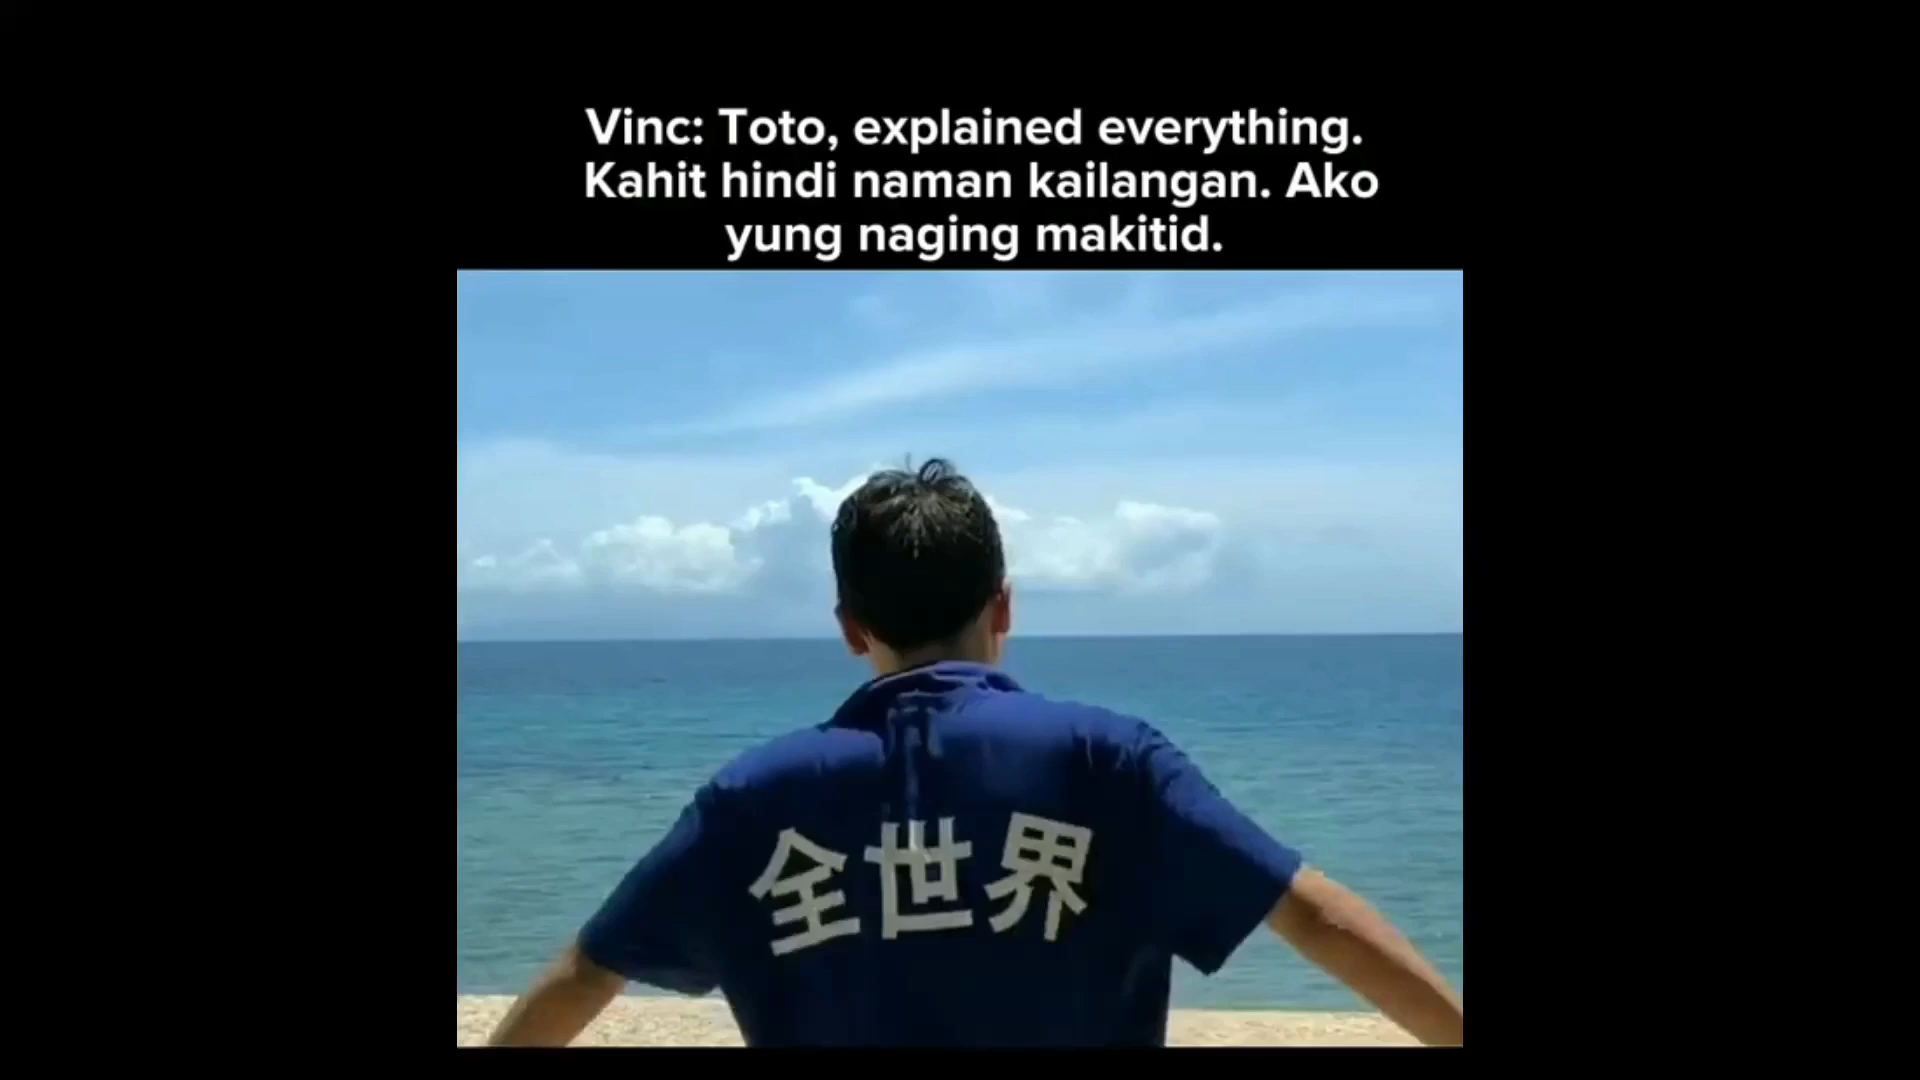 Vinc: Toto, explained everything.
Kahit hindi naman kailangan. Ako
yung naging makitid.
全世界